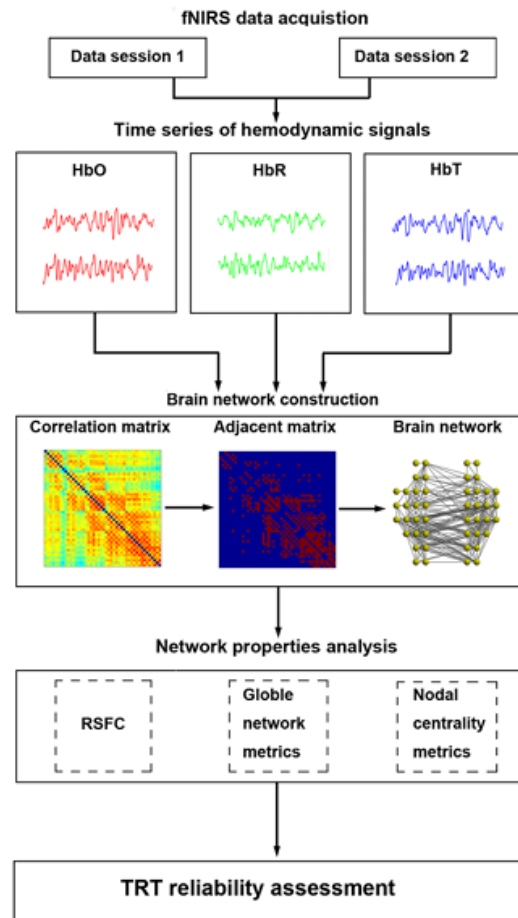 fNIRS data acquistion
Data session 1
Data session 2
Time series of hemodynamic signals
HbO
HbR
HbT
Brain network construction
Correlation matrix
Adjacent matrix
Brain network
Network properties analysis
RSFC
Globle
network
metrics
Nodal
centrality
metrics
TRT reliability assessment